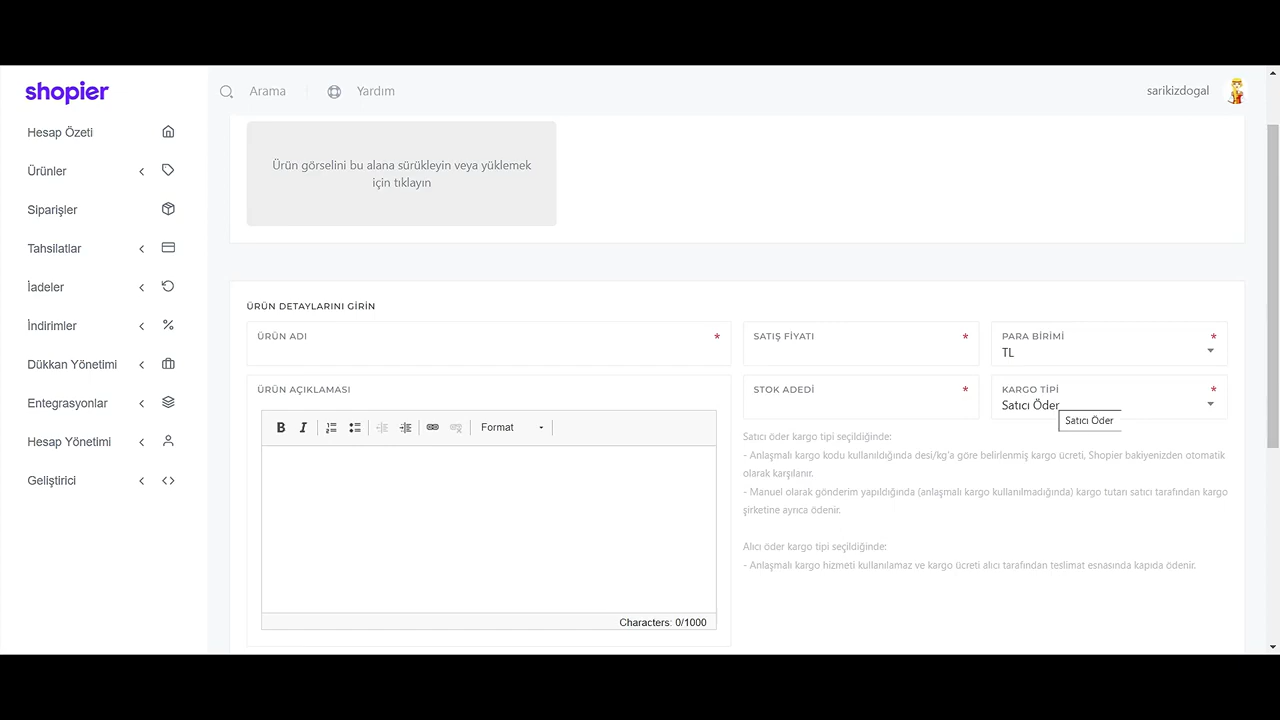 shopier
Arama
Yardım
sarikizdogal
Hesap Özeti
Ürünler
Siparişler
Tahsilatlar
İadeler
İndirimler
Dükkan Yönetimi
Entegrasyonlar
Hesap Yönetimi
Geliştirici
Ürün görselini bu alana sürükleyin veya yüklemek
için tıklayın
ÜRÜN DETAYLARINI GİRİN
ÜRÜN ADI *
SATIŞ FİYATI *
PARA BİRİMİ *
TL
ÜRÜN AÇIKLAMASI
STOK ADEDİ *
KARGO TİPİ *
Satıcı Öder
Satıcı Öder
B I Format
Characters: 0/1000
Satıcı öder kargo tipi seçildiğinde:
- Anlaşmalı kargo kodu kullanıldığında desi/kg'a göre belirlenmiş kargo ücreti, Shopier bakiyenizden otomatik
olarak karşılanır.
- Manuel olarak gönderim yapıldığında (anlaşmalı kargo kullanılmadığında) kargo tutarı satıcı tarafından kargo
şirketine ayrıca ödenir.
Alıcı öder kargo tipi seçildiğinde:
- Anlaşmalı kargo hizmeti kullanılamaz ve kargo ücreti alıcı tarafından teslimat esnasında kapıda ödenir.